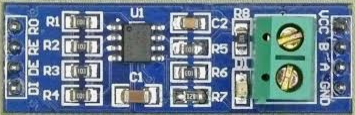 DI DE RE RO
R1
R2
R3
R4
U1
C1
C2
R5
R6
R7
R8
VCC B A GND